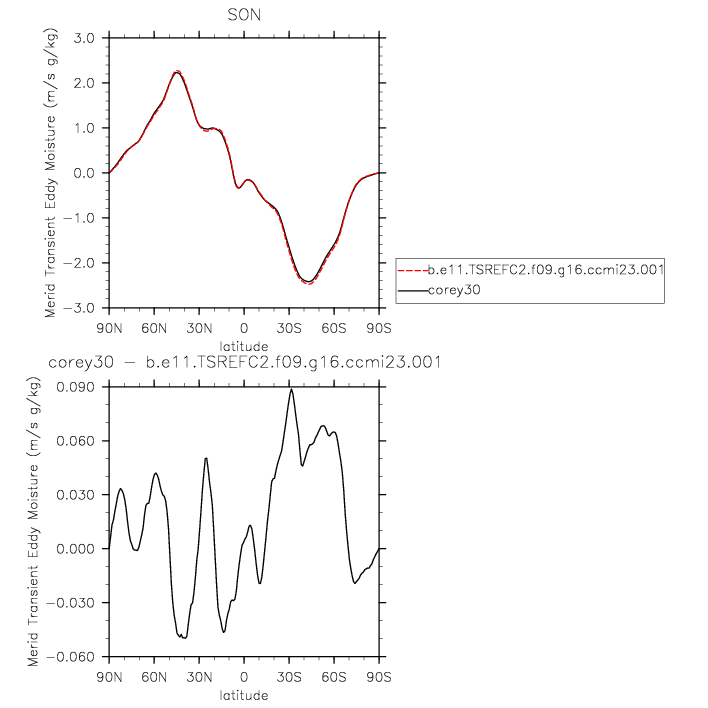 SON
Merid Transient Eddy Moisture (m/s g/kg)
3.0
2.0
1.0
0.0
−1.0
−2.0
−3.0
90N 60N 30N 0 30S 60S 90S
latitude
b.e11.TSREFC2.f09.g16.ccmi23.001
corey30
corey30 − b.e11.TSREFC2.f09.g16.ccmi23.001
Merid Transient Eddy Moisture (m/s g/kg)
0.090
0.060
0.030
0.000
−0.030
−0.060
90N 60N 30N 0 30S 60S 90S
latitude